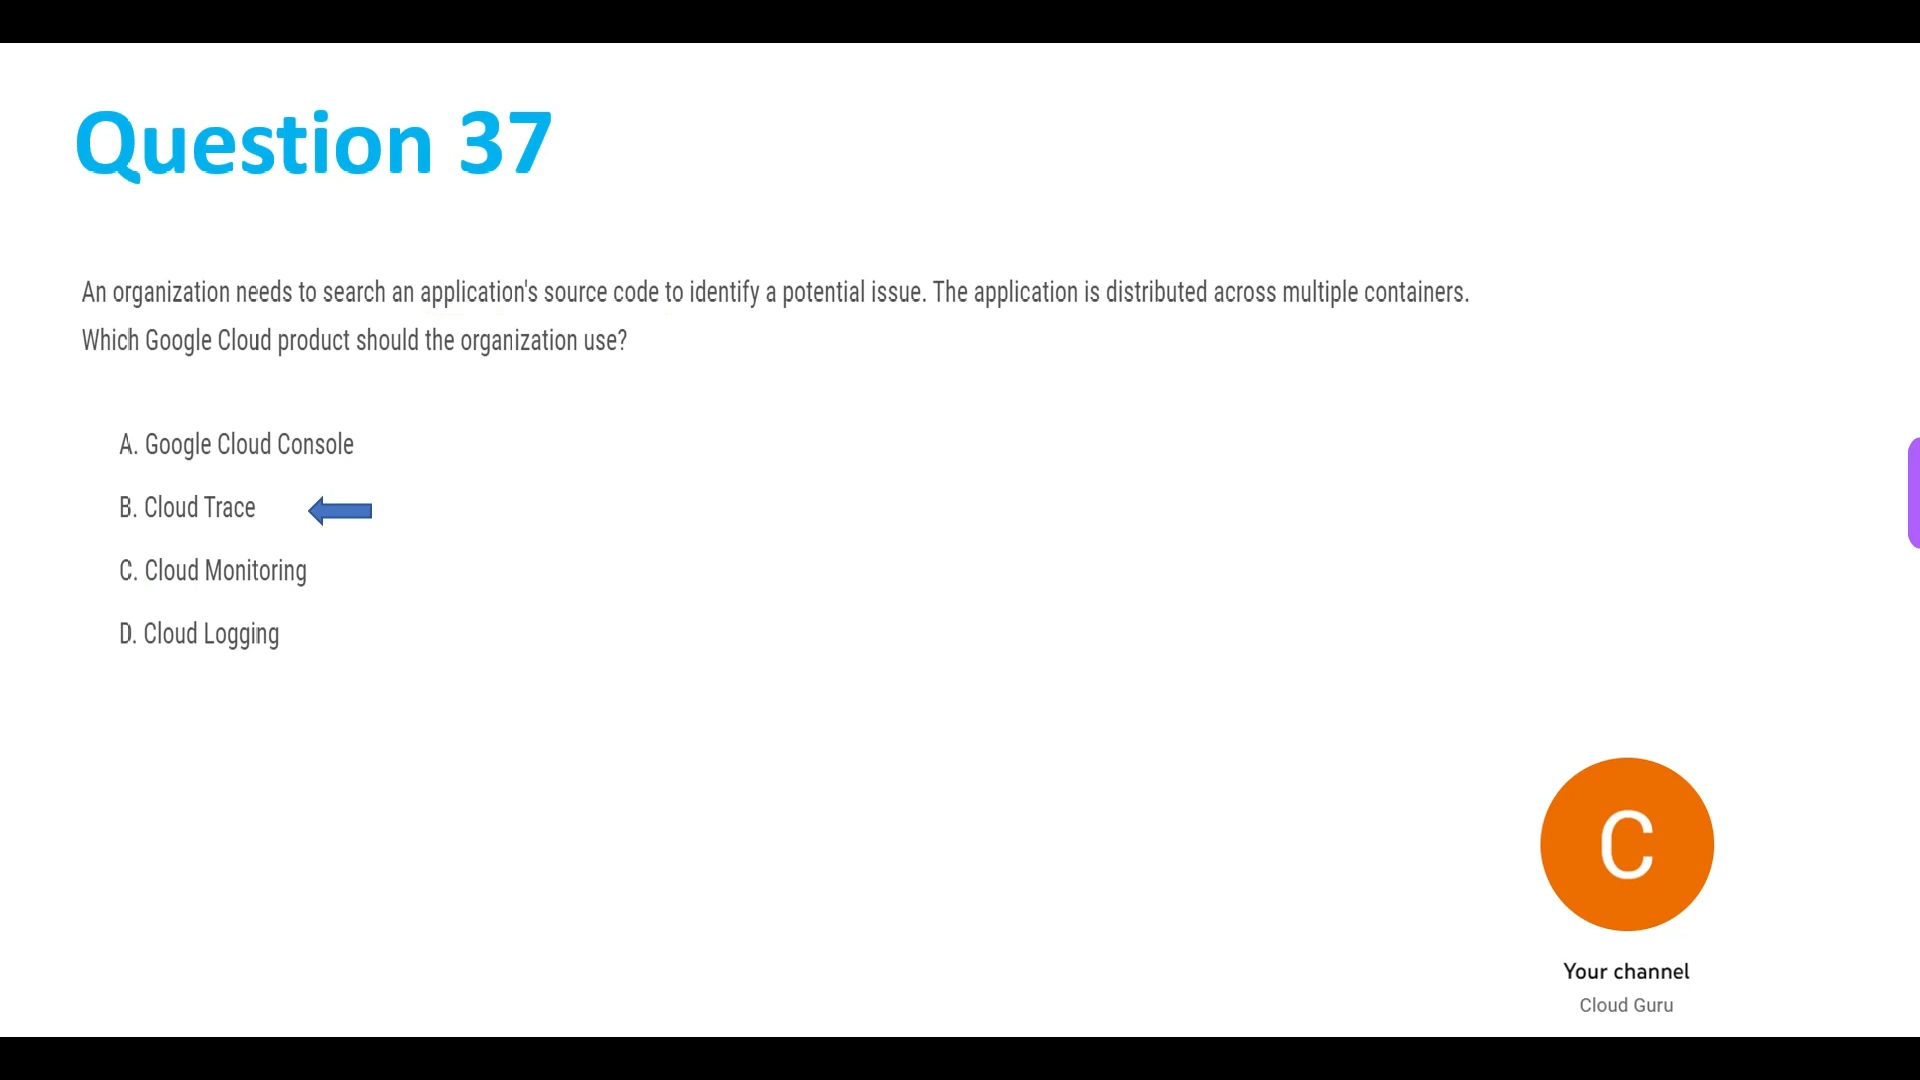 Question 37
An organization needs to search an application's source code to identify a potential issue. The application is distributed across multiple containers.
Which Google Cloud product should the organization use?
A. Google Cloud Console
B. Cloud Trace
C. Cloud Monitoring
D. Cloud Logging
C
Your channel
Cloud Guru